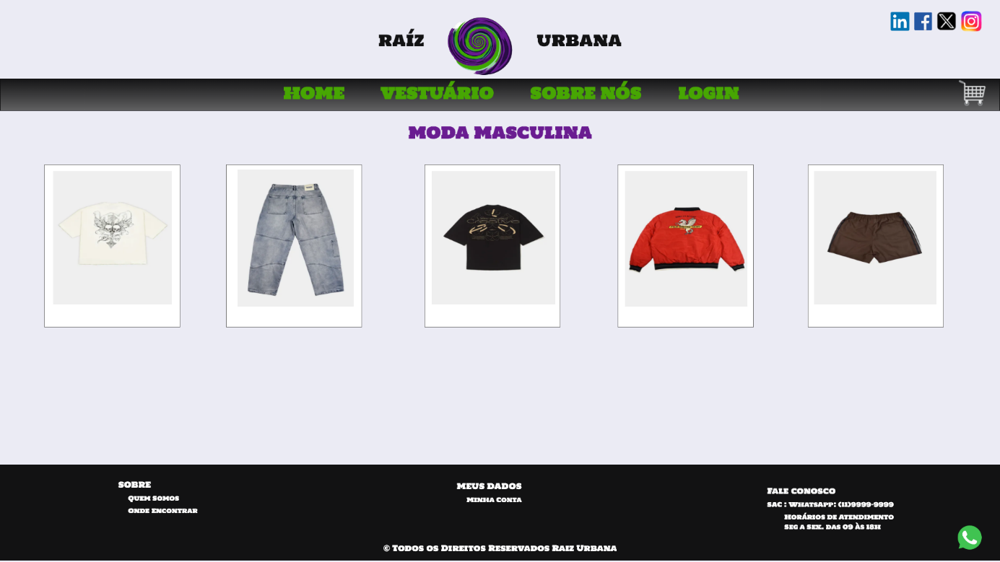 RAÍZ URBANA
HOME VESTUÁRIO SOBRE NÓS LOGIN
MODA MASCULINA
SOBRE
QUEM SOMOS
ONDE ENCONTRAR
MEUS DADOS
MINHA CONTA
FALE CONOSCO
SAC : WHATSAPP: (11)9999-9999
HORÁRIOS DE ATENDIMENTO
SEG A SEX. DAS 09 ÀS 18H
© TODOS OS DIREITOS RESERVADOS RAIZ URBANA